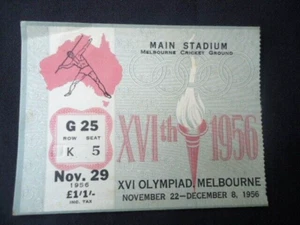 MAIN STADIUM
MELBOURNE CRICKET GROUND
G 25
ROW SEAT
K 5
XVIth 1956
Nov. 29
1956
£1/1/-
INC. TAX
XVI OLYMPIAD, MELBOURNE
NOVEMBER 22—DECEMBER 8, 1956